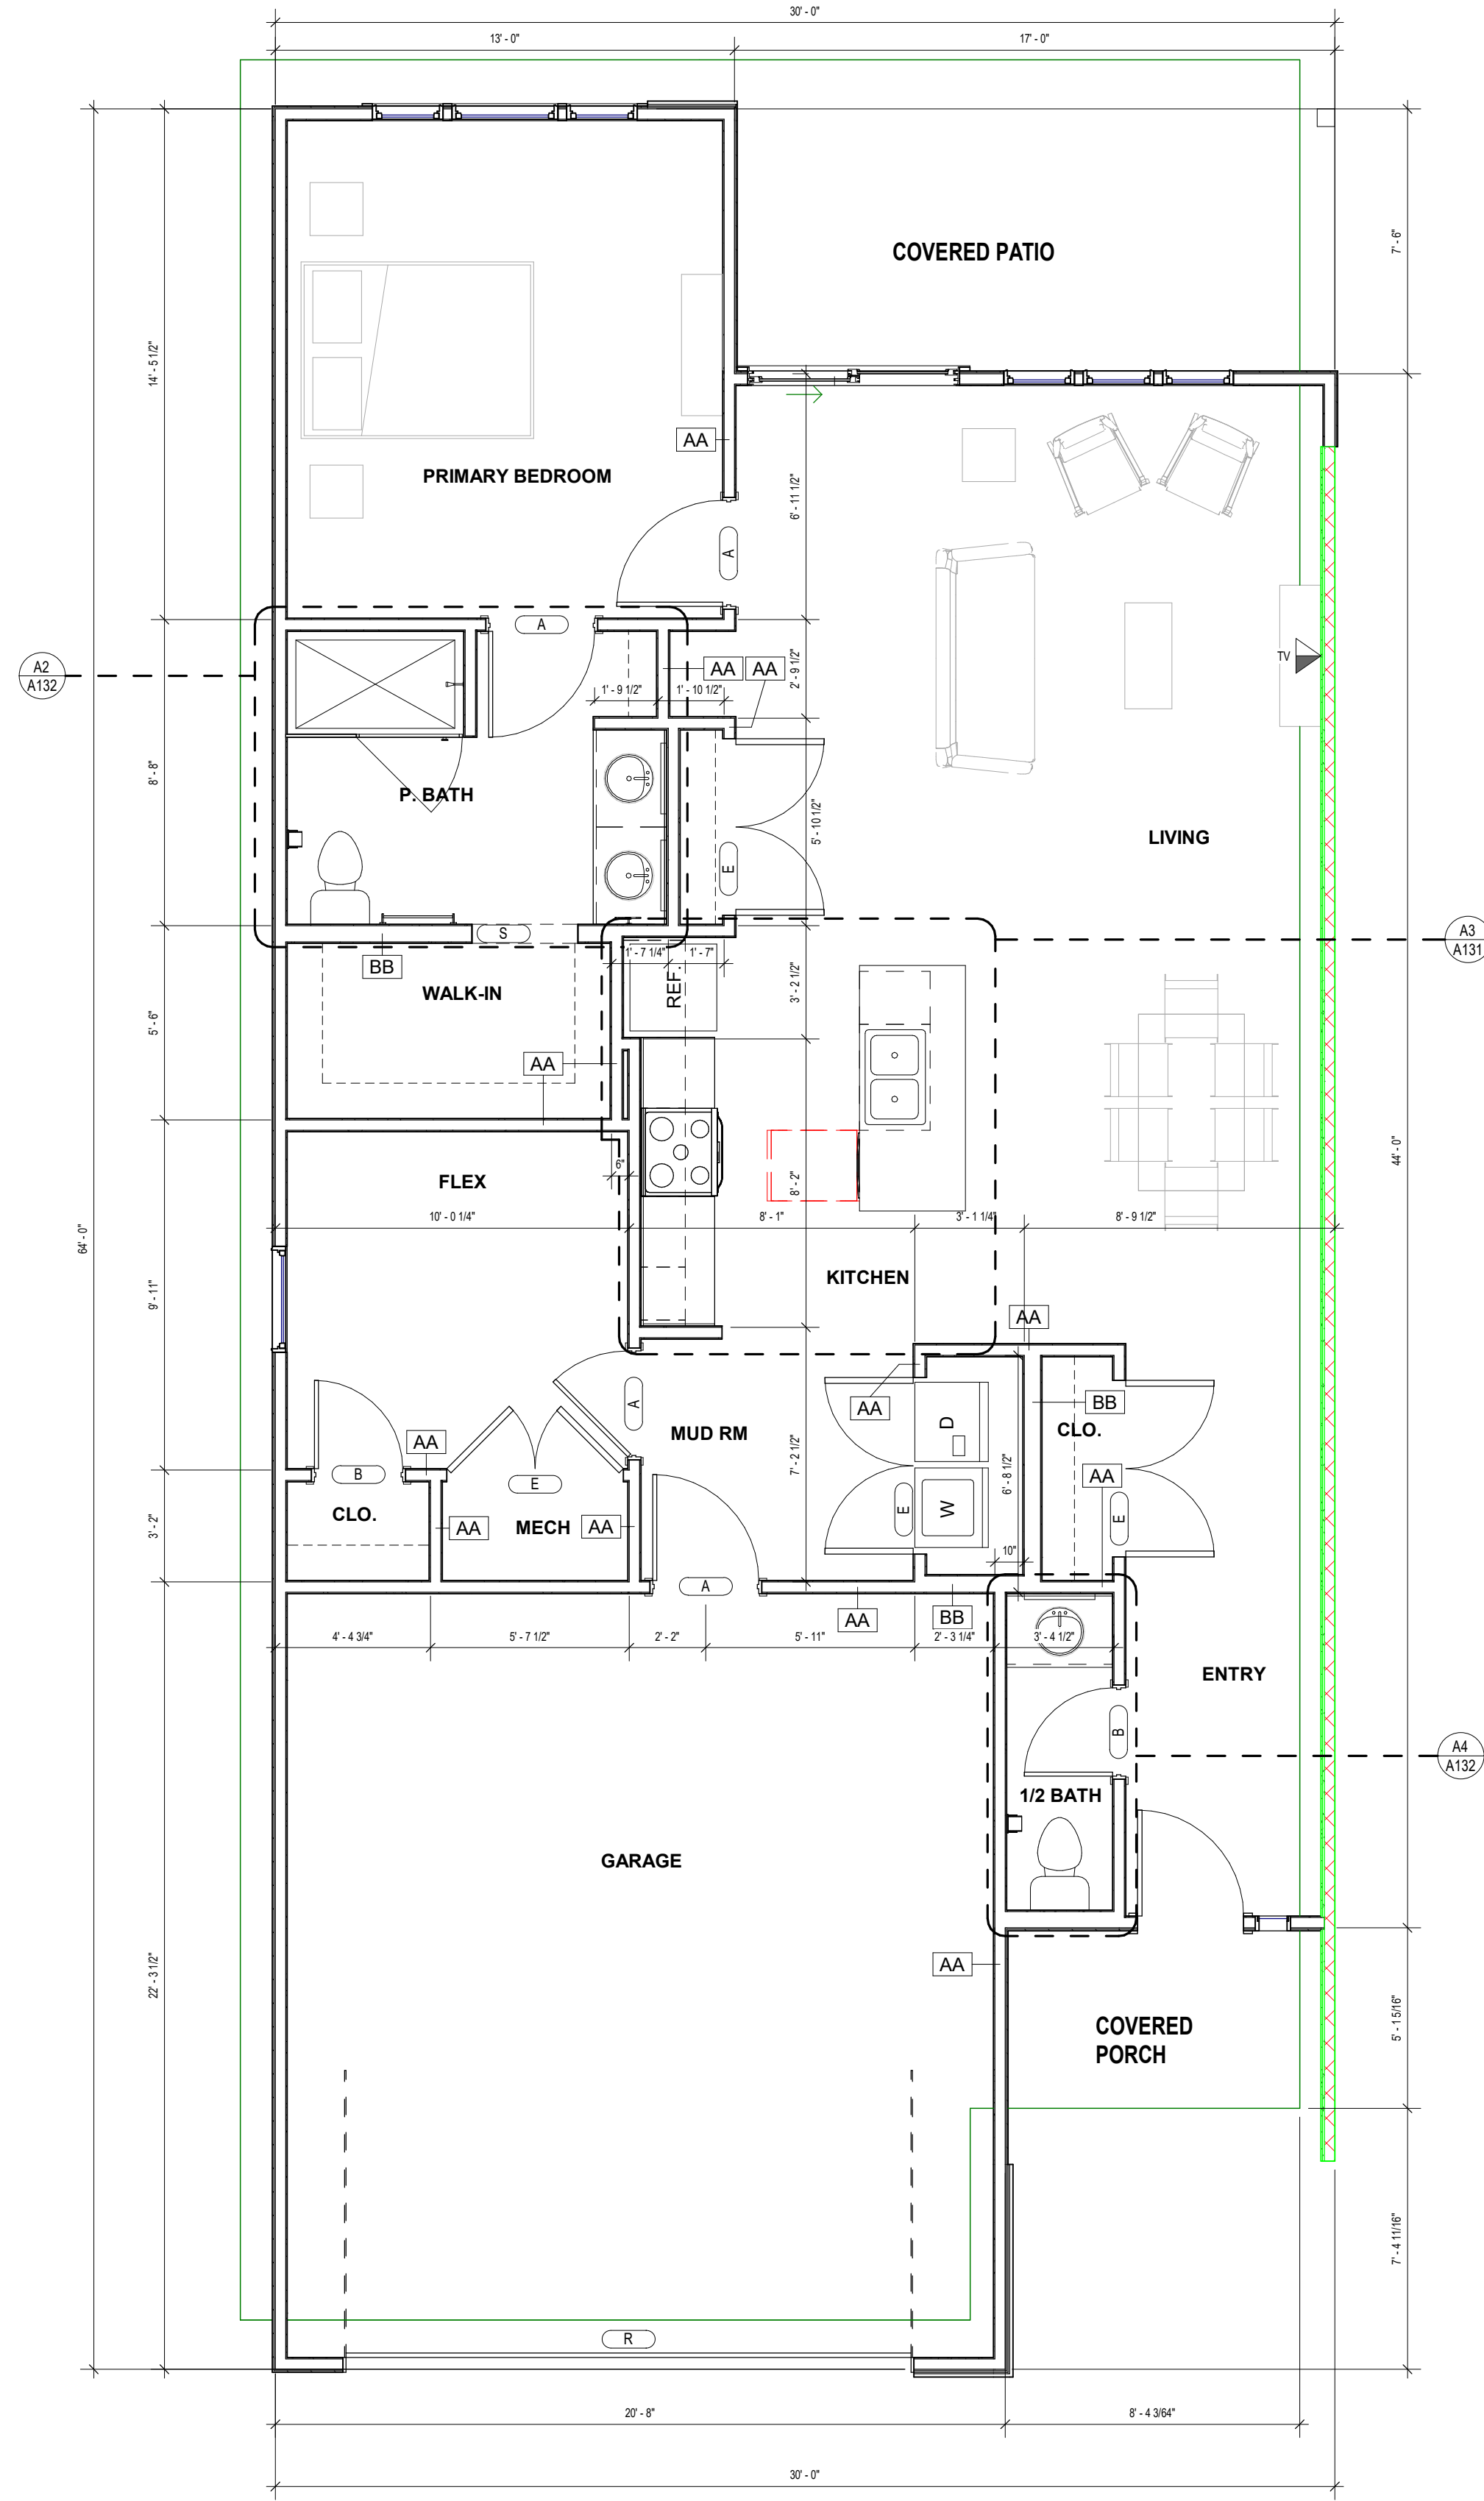 30' - 0"
13' - 0"
17' - 0"
COVERED PATIO
7' - 6"
14' - 5 1/2"
AA
PRIMARY BEDROOM
6' - 11 1/2"
A
A
A2
A132
AA
AA
TV
2' - 9 1/2"
1' - 9 1/2"
1' - 10 1/2"
8' - 8"
P. BATH
5' - 10 1/2"
LIVING
E
S
A3
A131
BB
1' - 7 1/4"
1' - 7"
REF.
3' - 2 1/2"
WALK-IN
5' - 6"
AA
44' - 0"
FLEX
6"
8' - 2"
10' - 0 1/4"
8' - 1"
3' - 1 1/4"
8' - 9 1/2"
64' - 0"
9' - 11"
KITCHEN
AA
A
AA
BB
D
CLO.
MUD RM
AA
B
E
7' - 2 1/2"
6' - 8 1/2"
AA
E
W
E
CLO.
AA
MECH
AA
3' - 2"
10"
A
AA
BB
4' - 4 3/4"
5' - 7 1/2"
2' - 2"
5' - 11"
2' - 3 1/4"
3' - 4 1/2"
ENTRY
B
A4
A132
1/2 BATH
GARAGE
AA
22' - 3 1/2"
5' - 1 5/16"
COVERED
PORCH
7' - 4 11/16"
R
20' - 8"
8' - 4 3/64"
30' - 0"